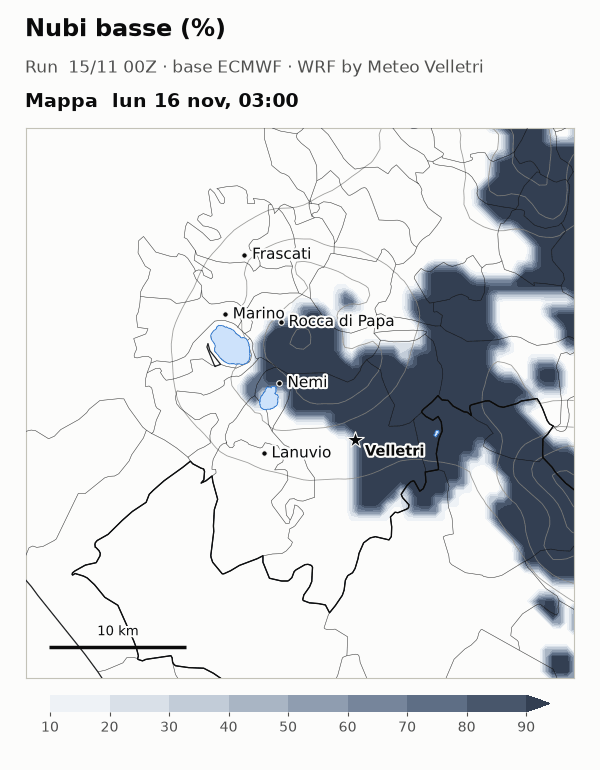 Nubi basse (%)
Run  15/11 00Z · base ECMWF · WRF by Meteo Velletri
Mappa  lun 16 nov, 03:00
Frascati
Marino
Rocca di Papa
Nemi
Velletri
Lanuvio
10 km
10 20 30 40 50 60 70 80 90